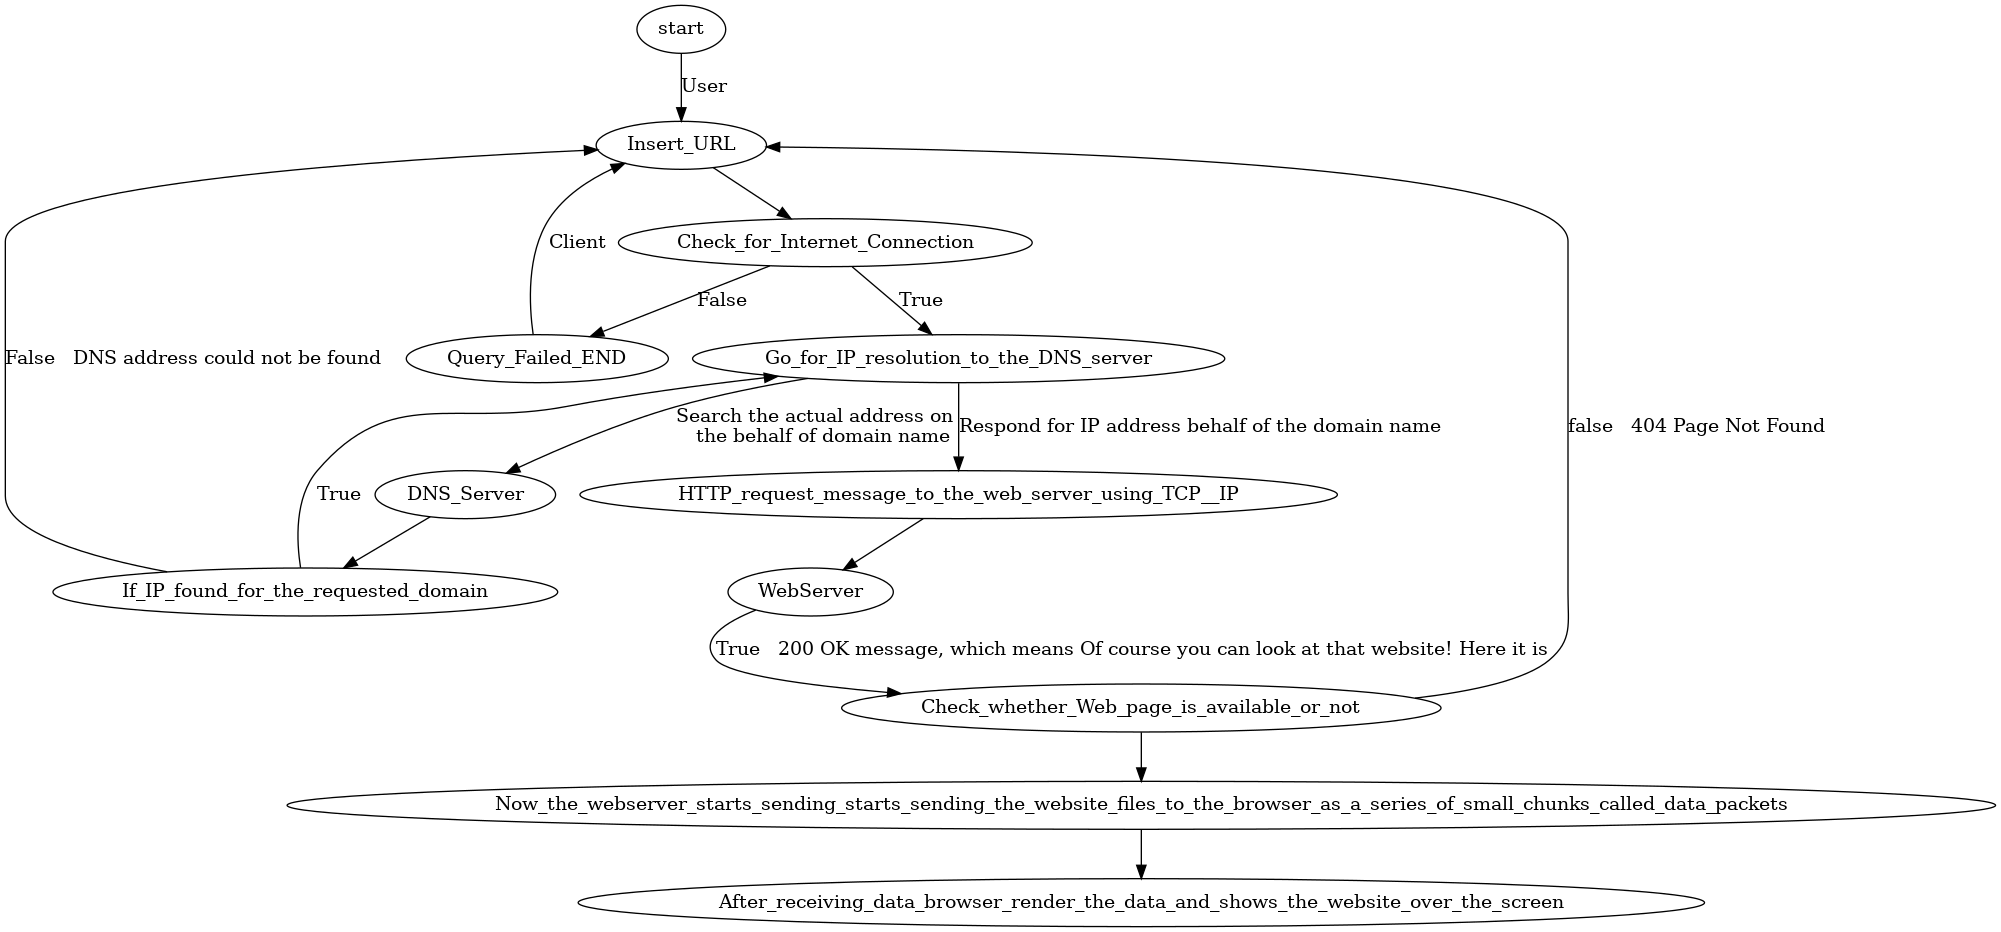 start
User
Insert_URL
Client
Check_for_Internet_Connection
False
True
False   DNS address could not be found
Query_Failed_END
Go_for_IP_resolution_to_the_DNS_server
Search the actual address on
the behalf of domain name
Respond for IP address behalf of the domain name
false   404 Page Not Found
True
DNS_Server
HTTP_request_message_to_the_web_server_using_TCP__IP
If_IP_found_for_the_requested_domain
WebServer
True   200 OK message, which means Of course you can look at that website! Here it is
Check_whether_Web_page_is_available_or_not
Now_the_webserver_starts_sending_starts_sending_the_website_files_to_the_browser_as_a_series_of_small_chunks_called_data_packets
After_receiving_data_browser_render_the_data_and_shows_the_website_over_the_screen